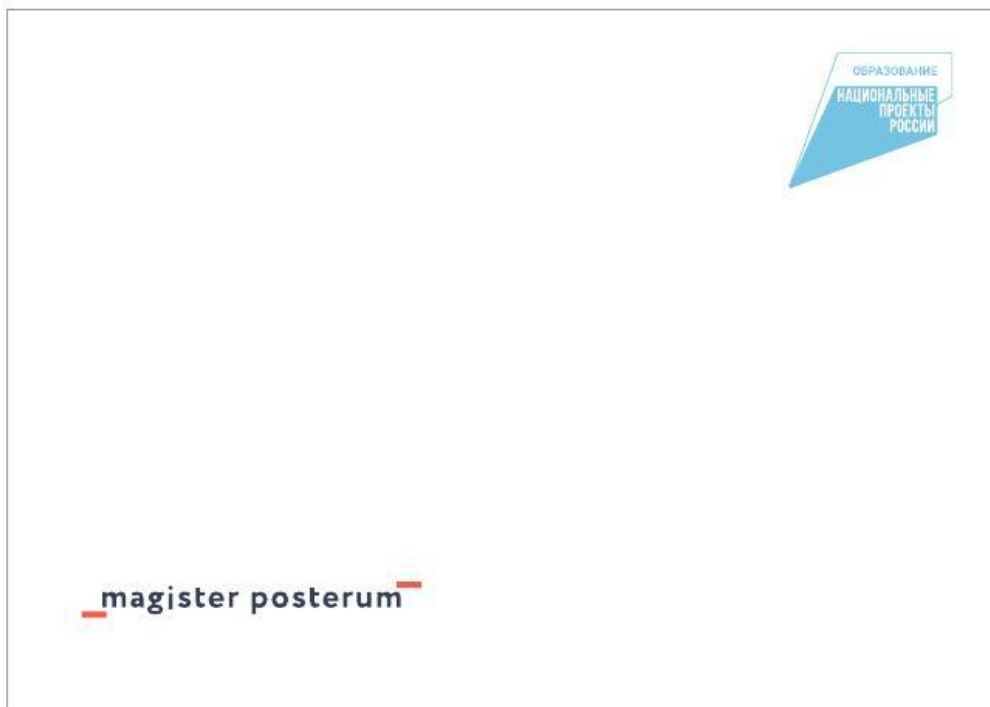 ОБРАЗОВАНИЕ
НАЦИОНАЛЬНЫЕ
ПРОЕКТЫ
РОССИИ
magister posterum